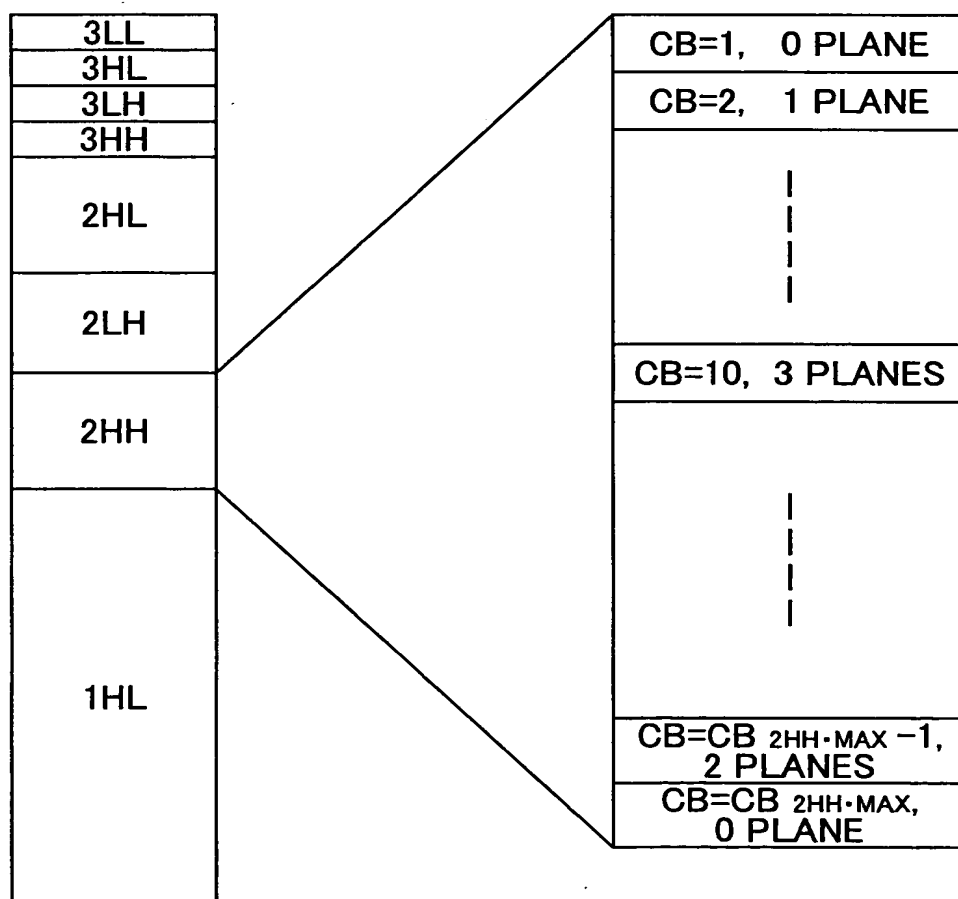 3LL
3HL
3LH
3HH
2HL
2LH
2HH
1HL
CB=1, 0 PLANE
CB=2, 1 PLANE
CB=10, 3 PLANES
CB=CB 2HH·MAX −1,
2 PLANES
CB=CB 2HH·MAX,
0 PLANE